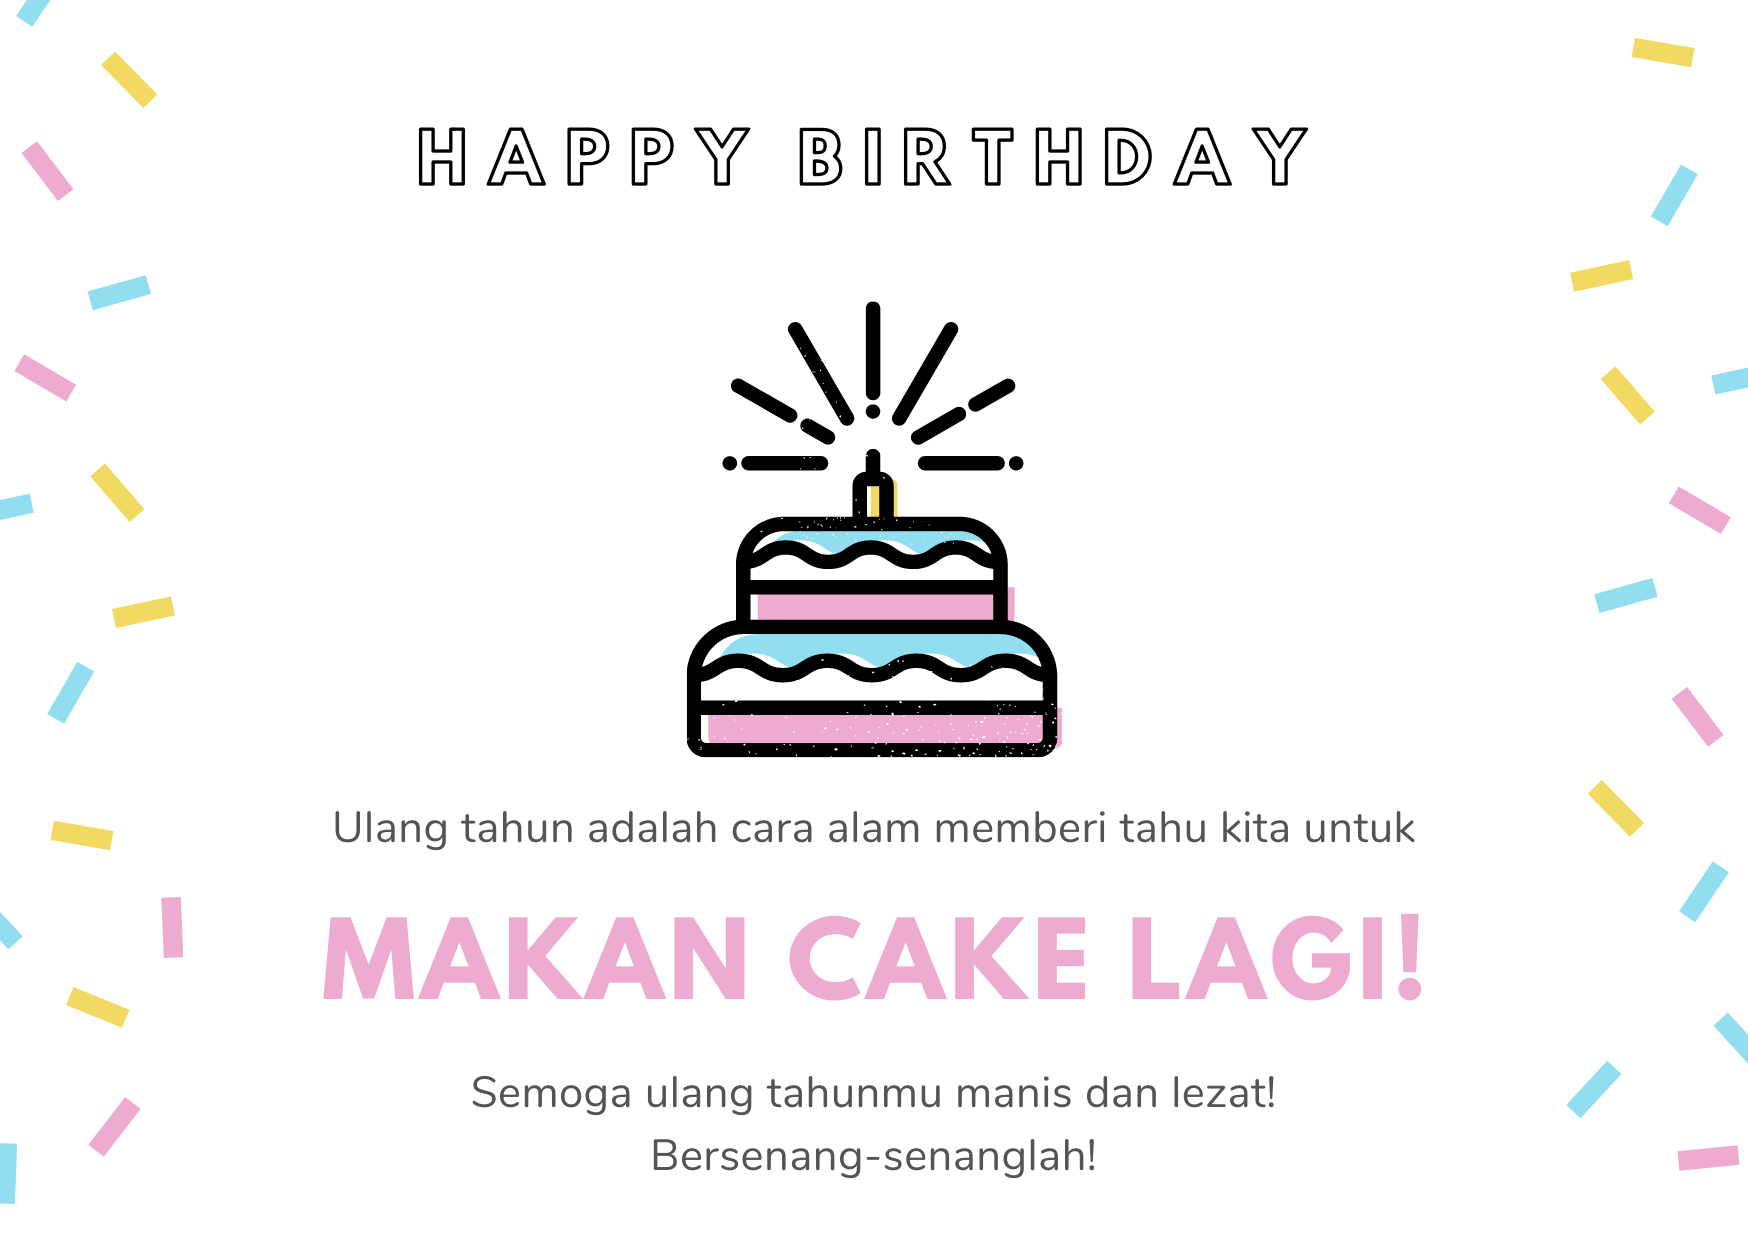 HAPPY BIRTHDAY
Ulang tahun adalah cara alam memberi tahu kita untuk
MAKAN CAKE LAGI!
Semoga ulang tahunmu manis dan lezat!
Bersenang-senanglah!